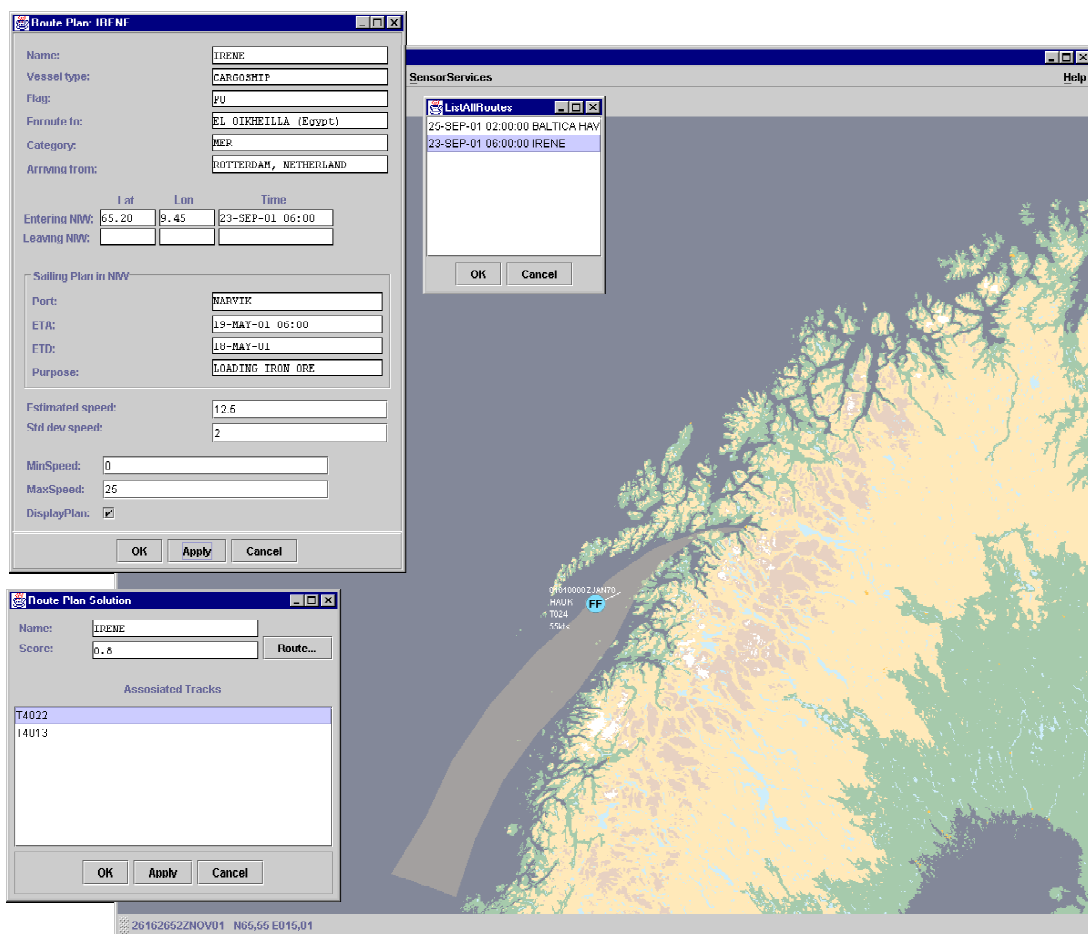 Route Plan: IRENE
Name: IRENE
Vessel type: CARGOSHIP
Flag:
Enroute to: EL OIKHEILLA (Egypt)
Category: MER
Arriving from: ROTTERDAM, NETHERLAND
Lat Lon Time
Entering NIW: 65.20 9.45 23-SEP-01 06:00
Leaving NIW:
Sailing Plan in NIW
Port: NARVIK
ETA: 19-MAY-01 06:00
ETD: 18-MAY-01
Purpose: LOADING IRON ORE
Estimated speed: 12.5
Std dev speed: 2
MinSpeed: 0
MaxSpeed: 25
DisplayPlan:
OK Apply Cancel
SensorServices Help
ListAllRoutes
25-SEP-01 02:00:00 BALTICA HAV
23-SEP-01 06:00:00 IRENE
OK Cancel
01010000ZJAN70
HAUK
T024
55kts
FF
Route Plan Solution
Name: IRENE
Score: 0.8
Route...
Assosiated Tracks
T4022
T4013
OK Apply Cancel
26162652ZNOV01 N65,55 E015,01